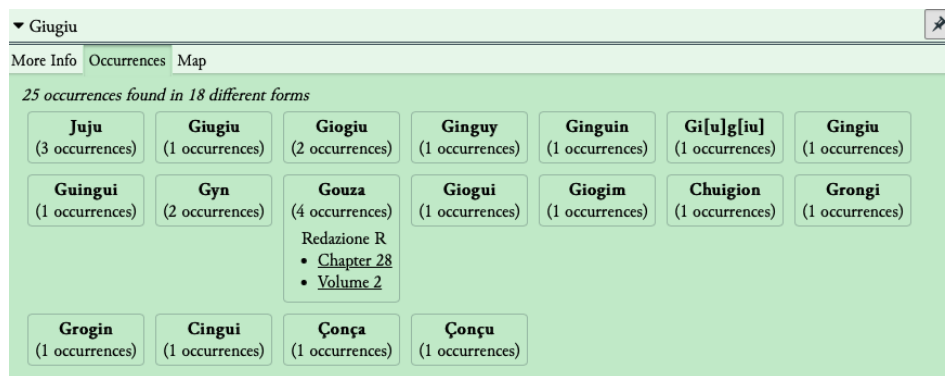 Giugiu
More Info Occurrences Map
25 occurrences found in 18 different forms
Juju Giugiu Giogiu Ginguy Ginguin Gi[u]g[iu] Gingiu
(3 occurrences) (1 occurrences) (2 occurrences) (1 occurrences) (1 occurrences) (1 occurrences) (1 occurrences)
Guingui Gyn Gouza Giogui Giogim Chuigion Grongi
(1 occurrences) (2 occurrences) (4 occurrences) (1 occurrences) (1 occurrences) (1 occurrences) (1 occurrences)
Redazione R
• Chapter 28
• Volume 2
Grogin Cingui Çonça Çonçu
(1 occurrences) (1 occurrences) (1 occurrences) (1 occurrences)